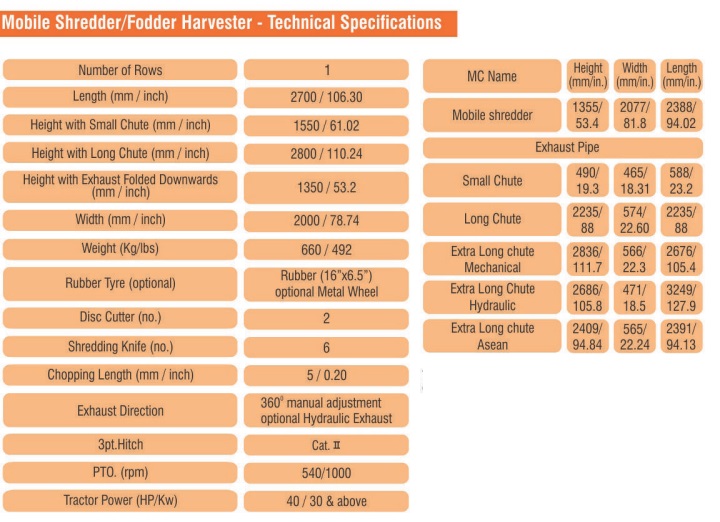 Mobile Shredder/Fodder Harvester - Technical Specifications
Number of Rows 1
Length (mm / inch) 2700 / 106.30
Height with Small Chute (mm / inch) 1550 / 61.02
Height with Long Chute (mm / inch) 2800 / 110.24
Height with Exhaust Folded Downwards
(mm / inch) 1350 / 53.2
Width (mm / inch) 2000 / 78.74
Weight (Kg/lbs) 660 / 492
Rubber Tyre (optional) Rubber (16"x6.5")
optional Metal Wheel
Disc Cutter (no.) 2
Shredding Knife (no.) 6
Chopping Length (mm / inch) 5 / 0.20
Exhaust Direction 360⁰ manual adjustment
optional Hydraulic Exhaust
3pt.Hitch Cat. II
PTO. (rpm) 540/1000
Tractor Power (HP/Kw) 40 / 30 & above
MC Name Height Width Length
(mm/in.) (mm/in.) (mm/in.)
Mobile shredder 1355/ 2077/ 2388/
53.4 81.8 94.02
Exhaust Pipe
Small Chute 490/ 465/ 588/
19.3 18.31 23.2
Long Chute 2235/ 574/ 2235/
88 22.60 88
Extra Long chute 2836/ 566/ 2676/
Mechanical 111.7 22.3 105.4
Extra Long Chute 2686/ 471/ 3249/
Hydraulic 105.8 18.5 127.9
Extra Long chute 2409/ 565/ 2391/
Asean 94.84 22.24 94.13